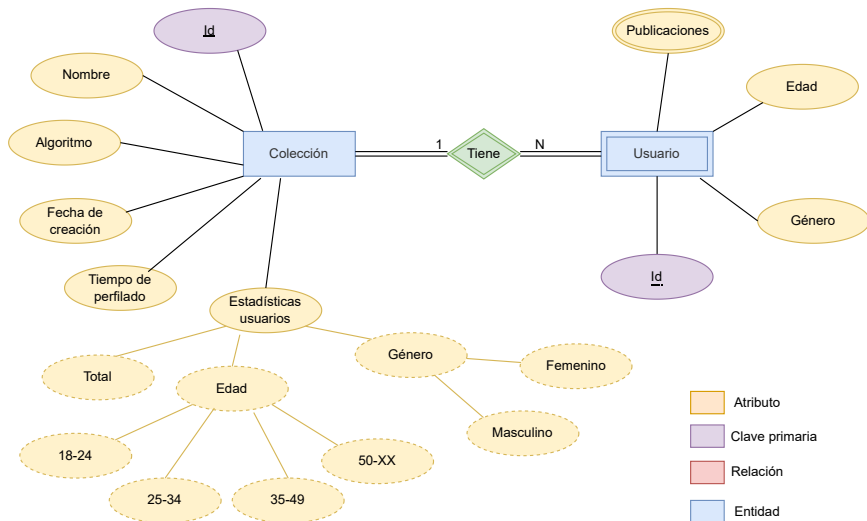 Id
Publicaciones
Nombre
Edad
Algoritmo
Colección
1
Tiene
N
Usuario
Fecha de
creación
Género
Tiempo de
perfilado
Id
Estadísticas
usuarios
Género
Total
Edad
Femenino
Masculino
18-24
50-XX
25-34
35-49
Atributo
Clave primaria
Relación
Entidad